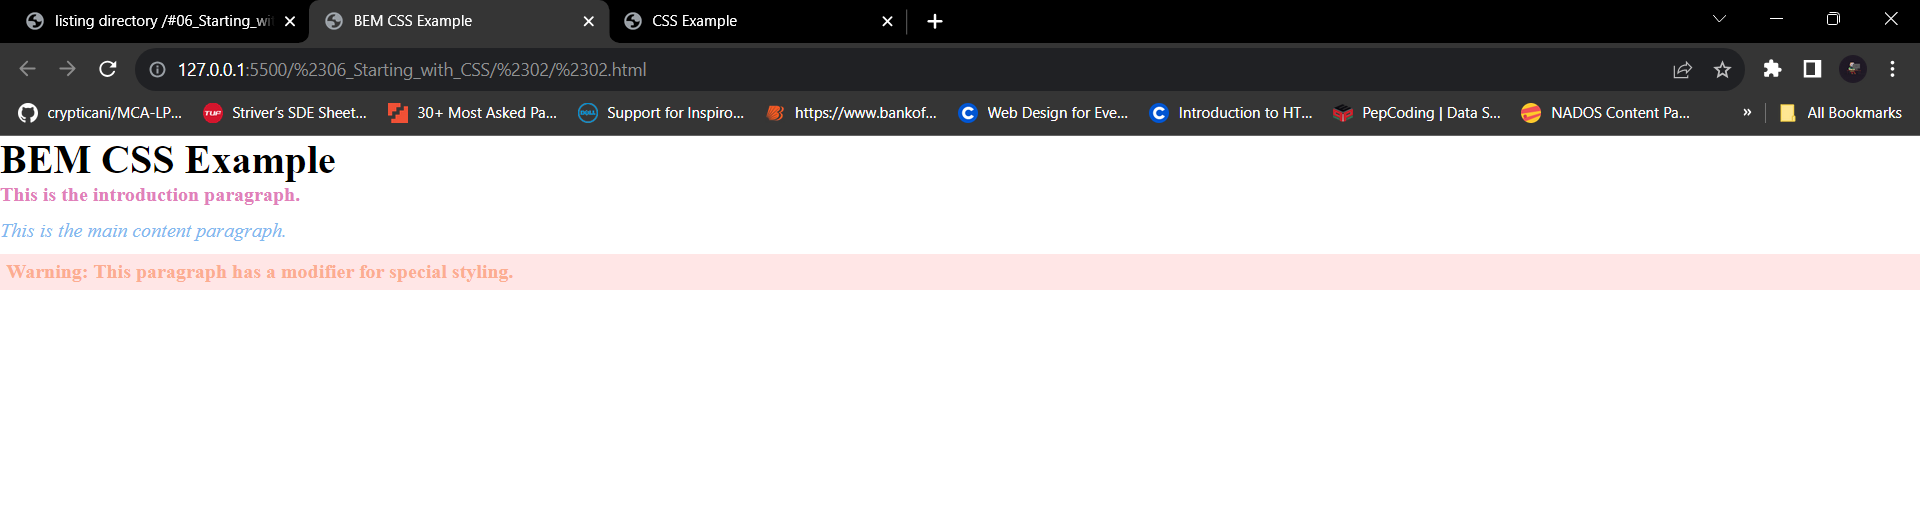 listing directory /#06_Starting_wi
BEM CSS Example
CSS Example
127.0.0.1:5500/%2306_Starting_with_CSS/%2302/%2302.html
crypticani/MCA-LP...
Striver's SDE Sheet...
30+ Most Asked Pa...
Support for Inspiro...
https://www.bankof...
Web Design for Eve...
Introduction to HT...
PepCoding | Data S...
NADOS Content Pa...
»
All Bookmarks
BEM CSS Example
This is the introduction paragraph.
This is the main content paragraph.
Warning: This paragraph has a modifier for special styling.